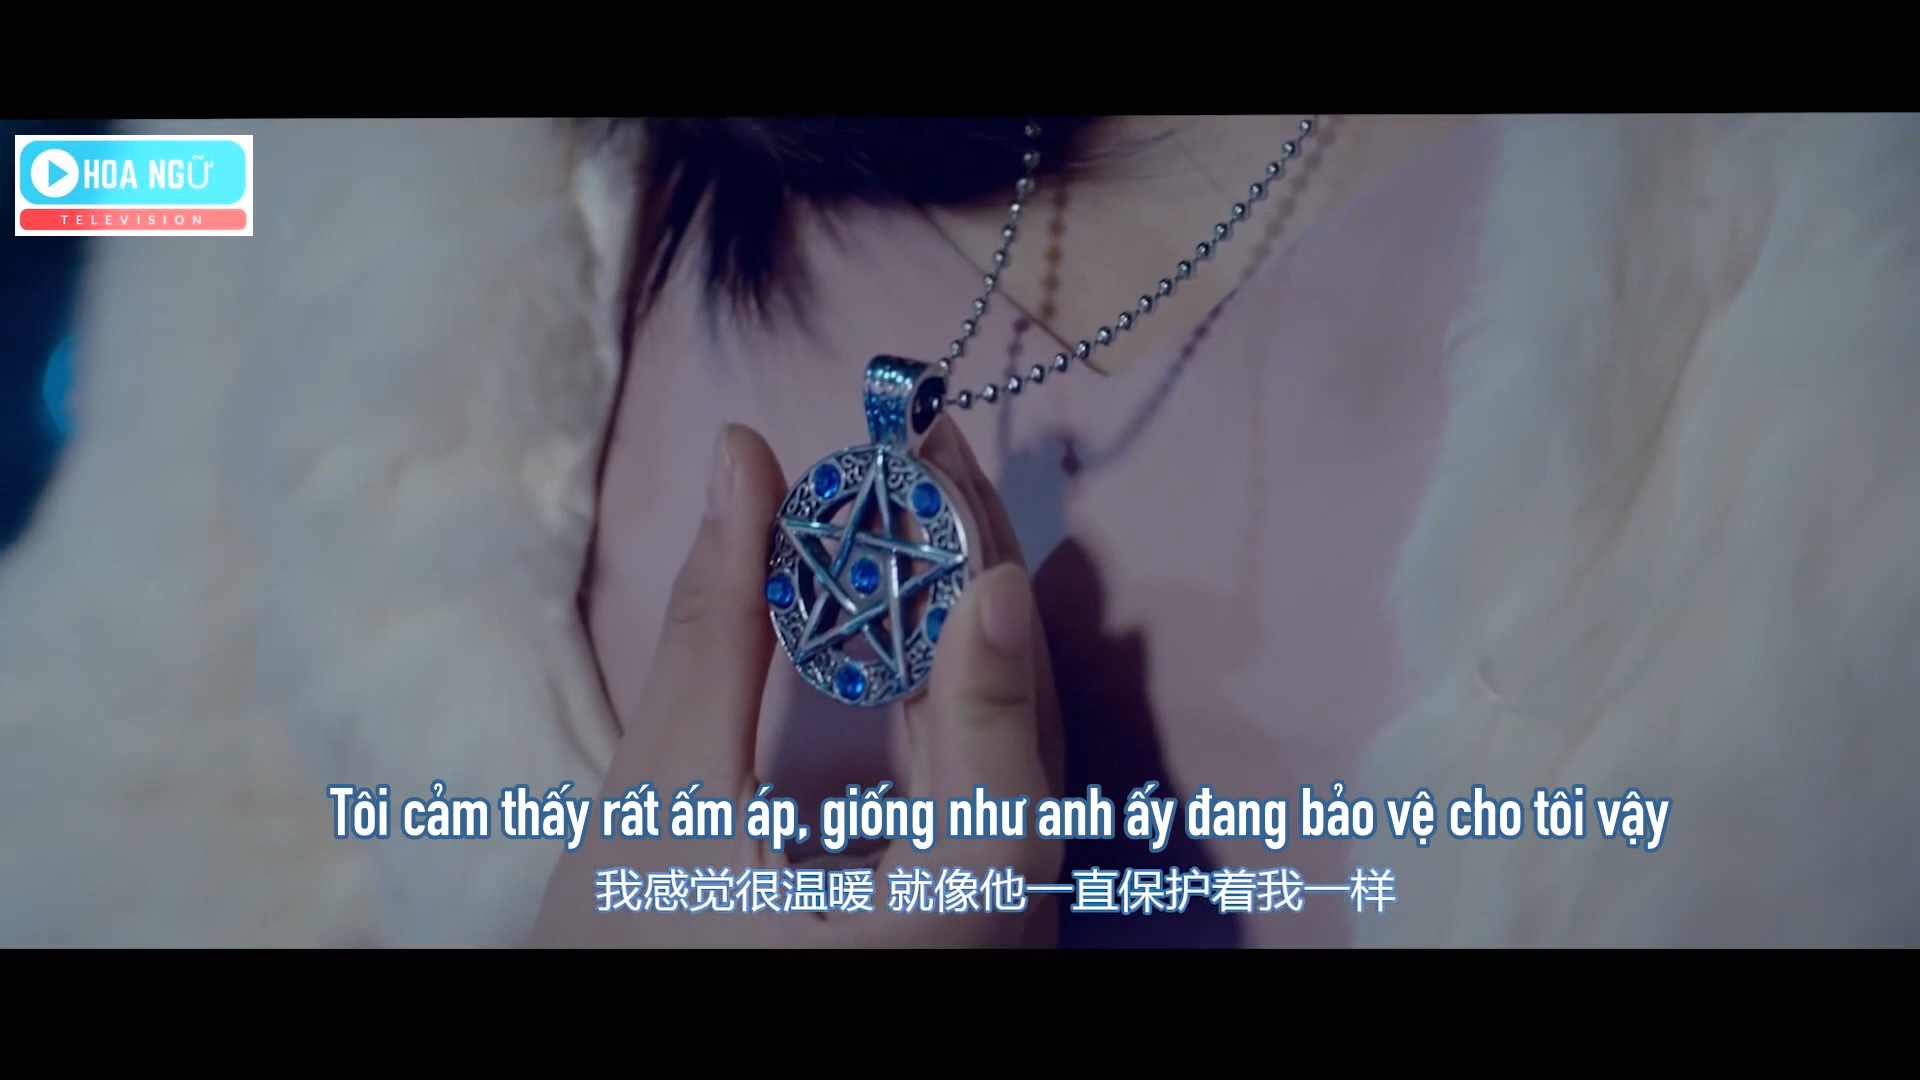 HOA NGỮ
TELEVISION
Tôi cảm thấy rất ấm áp, giống như anh ấy đang bảo vệ cho tôi vậy
我感觉很温暖 就像他一直保护着我一样